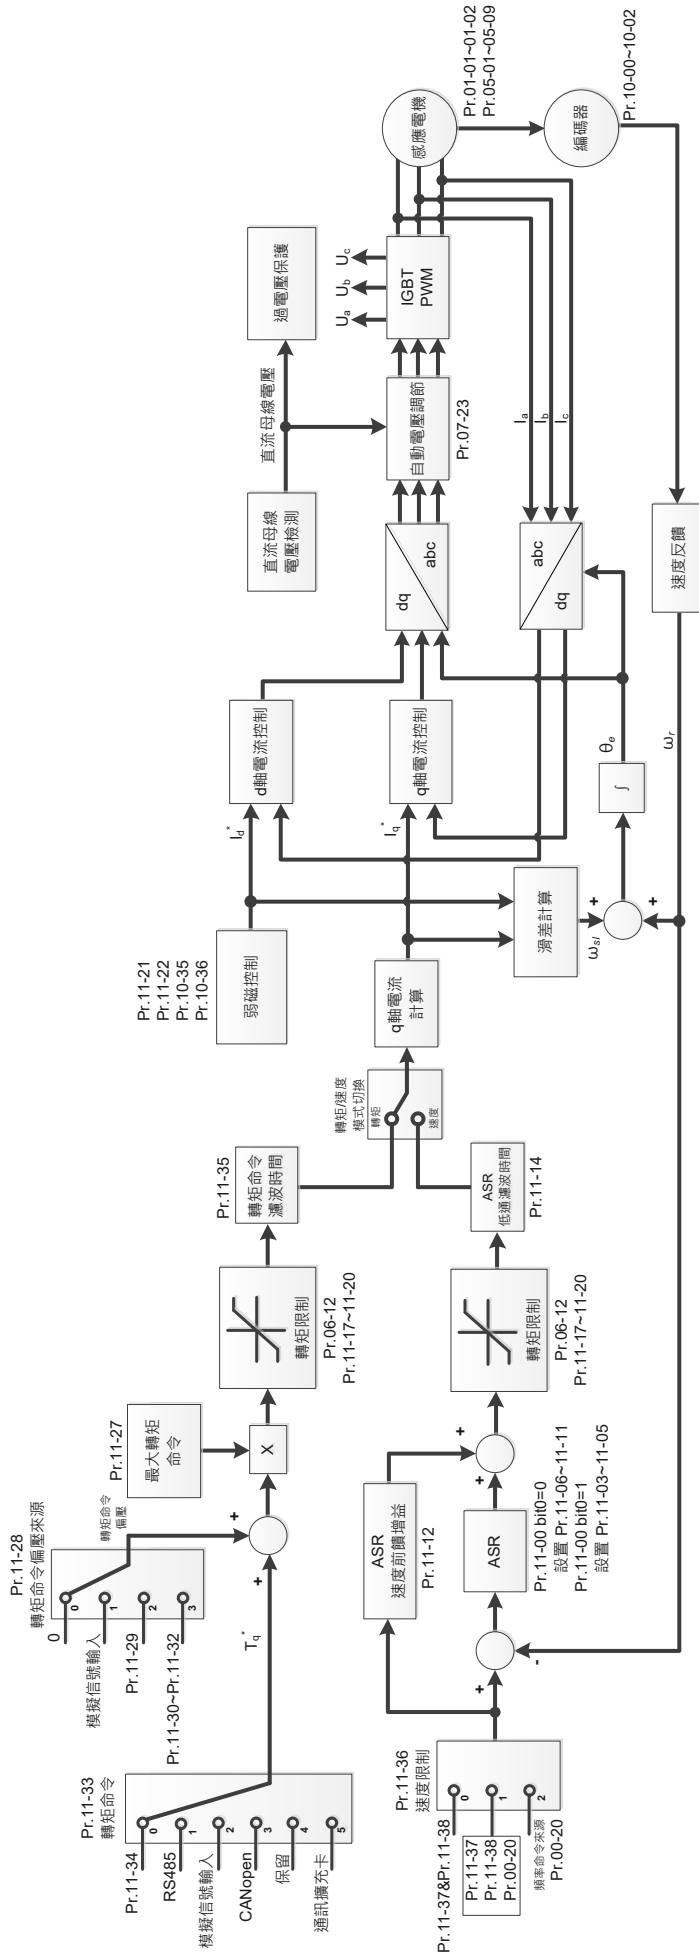 Pr.11-33
轉矩命令
Pr.11-34
RS485
模擬信號輸入
CANopen
保留
通訊擴充卡
0
1
2
3
4
5
Pr.11-28
轉矩命令偏壓來源
0
模擬信號輸入
Pr.11-29
Pr.11-30~Pr.11-32
0
1
2
3
轉矩命令
偏壓
Tq*
+
+
Pr.11-27
最大轉矩
命令
X
轉矩限制
Pr.06-12
Pr.11-17~11-20
Pr.11-35
轉矩命令
濾波時間
轉矩/速度
模式切換
轉矩
速度
q軸電流
計算
Pr.11-21
Pr.11-22
Pr.10-35
Pr.10-36
弱磁控制
Id*
d軸電流控制
Iq*
q軸電流控制
滑差計算
ωsl
+
+
∫
θe
ωr
dq
abc
abc
dq
直流母線
電壓檢測
直流母線電壓
過電壓保護
自動電壓調節
Pr.07-23
IGBT
PWM
Ua
Ub
Uc
Ia
Ib
Ic
感應電機
Pr.01-01~01-02
Pr.05-01~05-09
編碼器
Pr.10-00~10-02
速度反饋
Pr.11-36
速度限制
Pr.11-37&Pr.11-38
Pr.11-37
Pr.11-38
Pr.00-20
頻率命令來源
Pr.00-20
0
1
2
+
-
ASR
速度前饋增益
Pr.11-12
ASR
Pr.11-00 bit0=0
設置 Pr.11-06~11-11
Pr.11-00 bit0=1
設置 Pr.11-03~11-05
+
+
轉矩限制
Pr.06-12
Pr.11-17~11-20
ASR
低通濾波時間
Pr.11-14